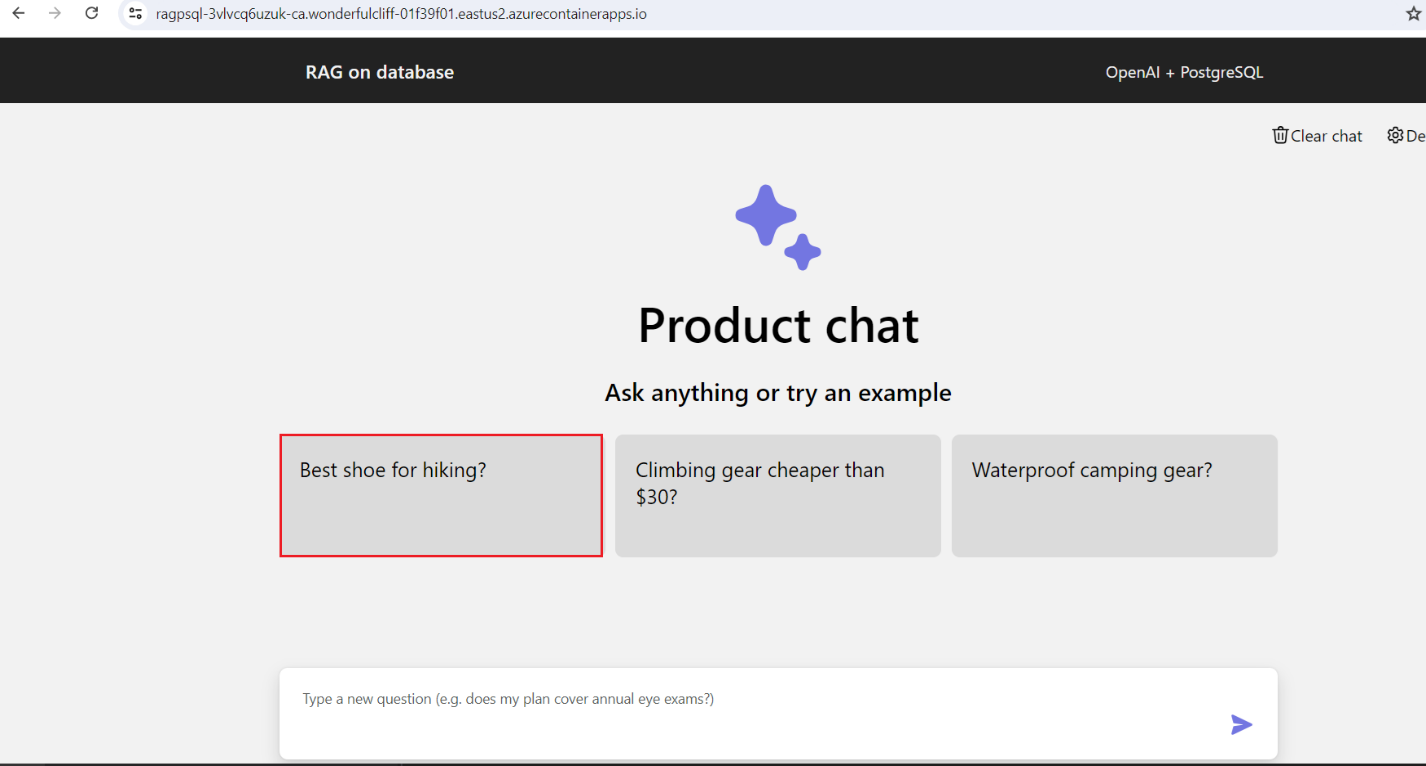 ragpsql-3vlvcq6uzuk-ca.wonderfulcliff-01f39f01.eastus2.azurecontainerapps.io
RAG on database
OpenAI + PostgreSQL
Clear chat
De
Product chat
Ask anything or try an example
Best shoe for hiking?
Climbing gear cheaper than
$30?
Waterproof camping gear?
Type a new question (e.g. does my plan cover annual eye exams?)